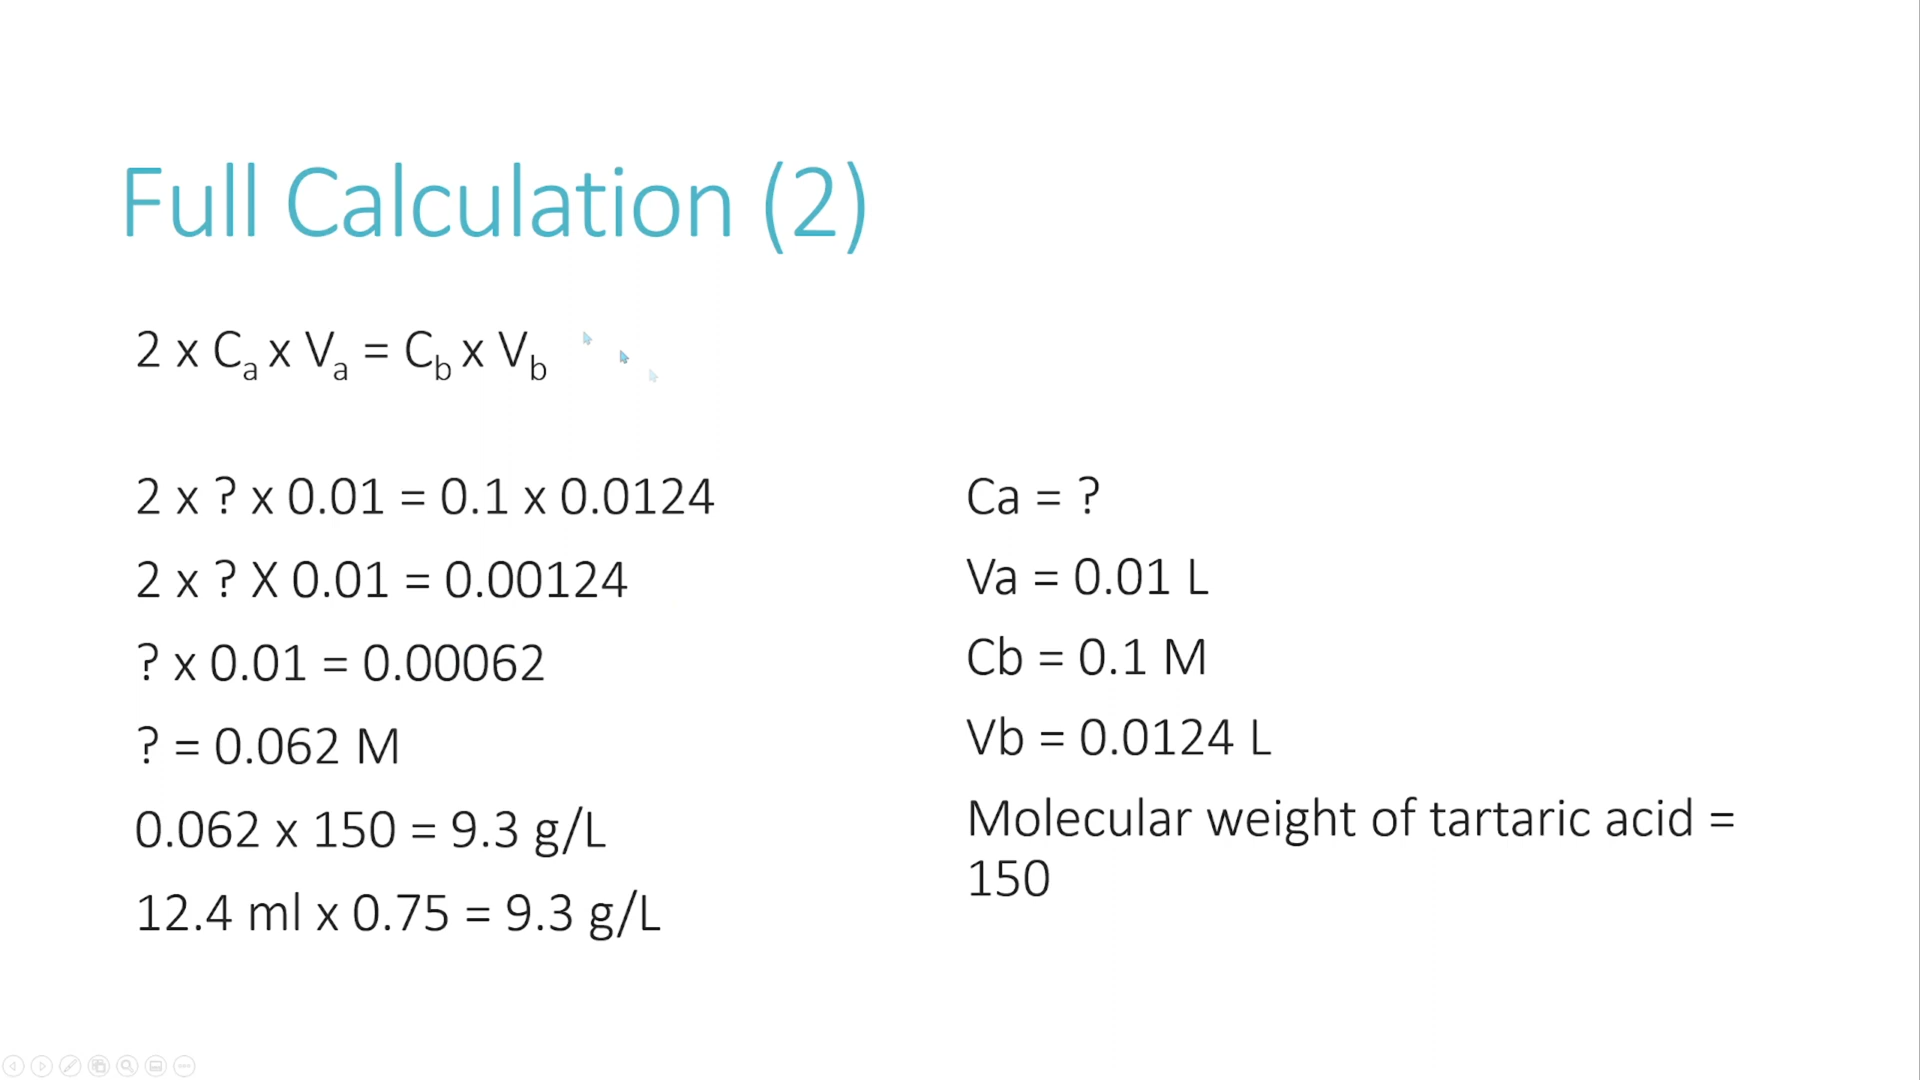 Full Calculation (2)
2 x Ca x Va = Cb x Vb
2 x ? x 0.01 = 0.1 x 0.0124
2 x ? X 0.01 = 0.00124
? x 0.01 = 0.00062
? = 0.062 M
0.062 x 150 = 9.3 g/L
12.4 ml x 0.75 = 9.3 g/L
Ca = ?
Va = 0.01 L
Cb = 0.1 M
Vb = 0.0124 L
Molecular weight of tartaric acid =
150